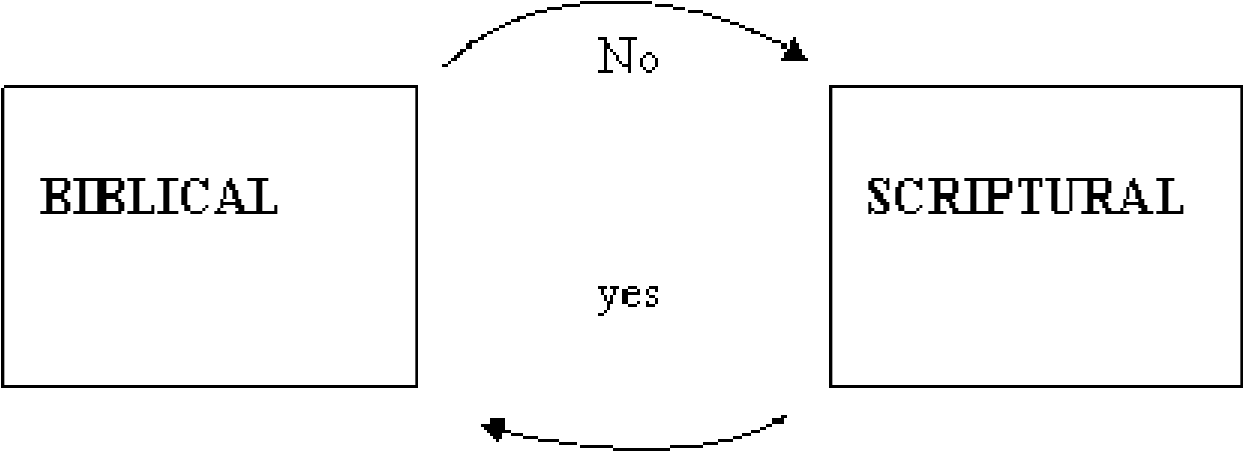 No
BIBLICAL
SCRIPTURAL
yes